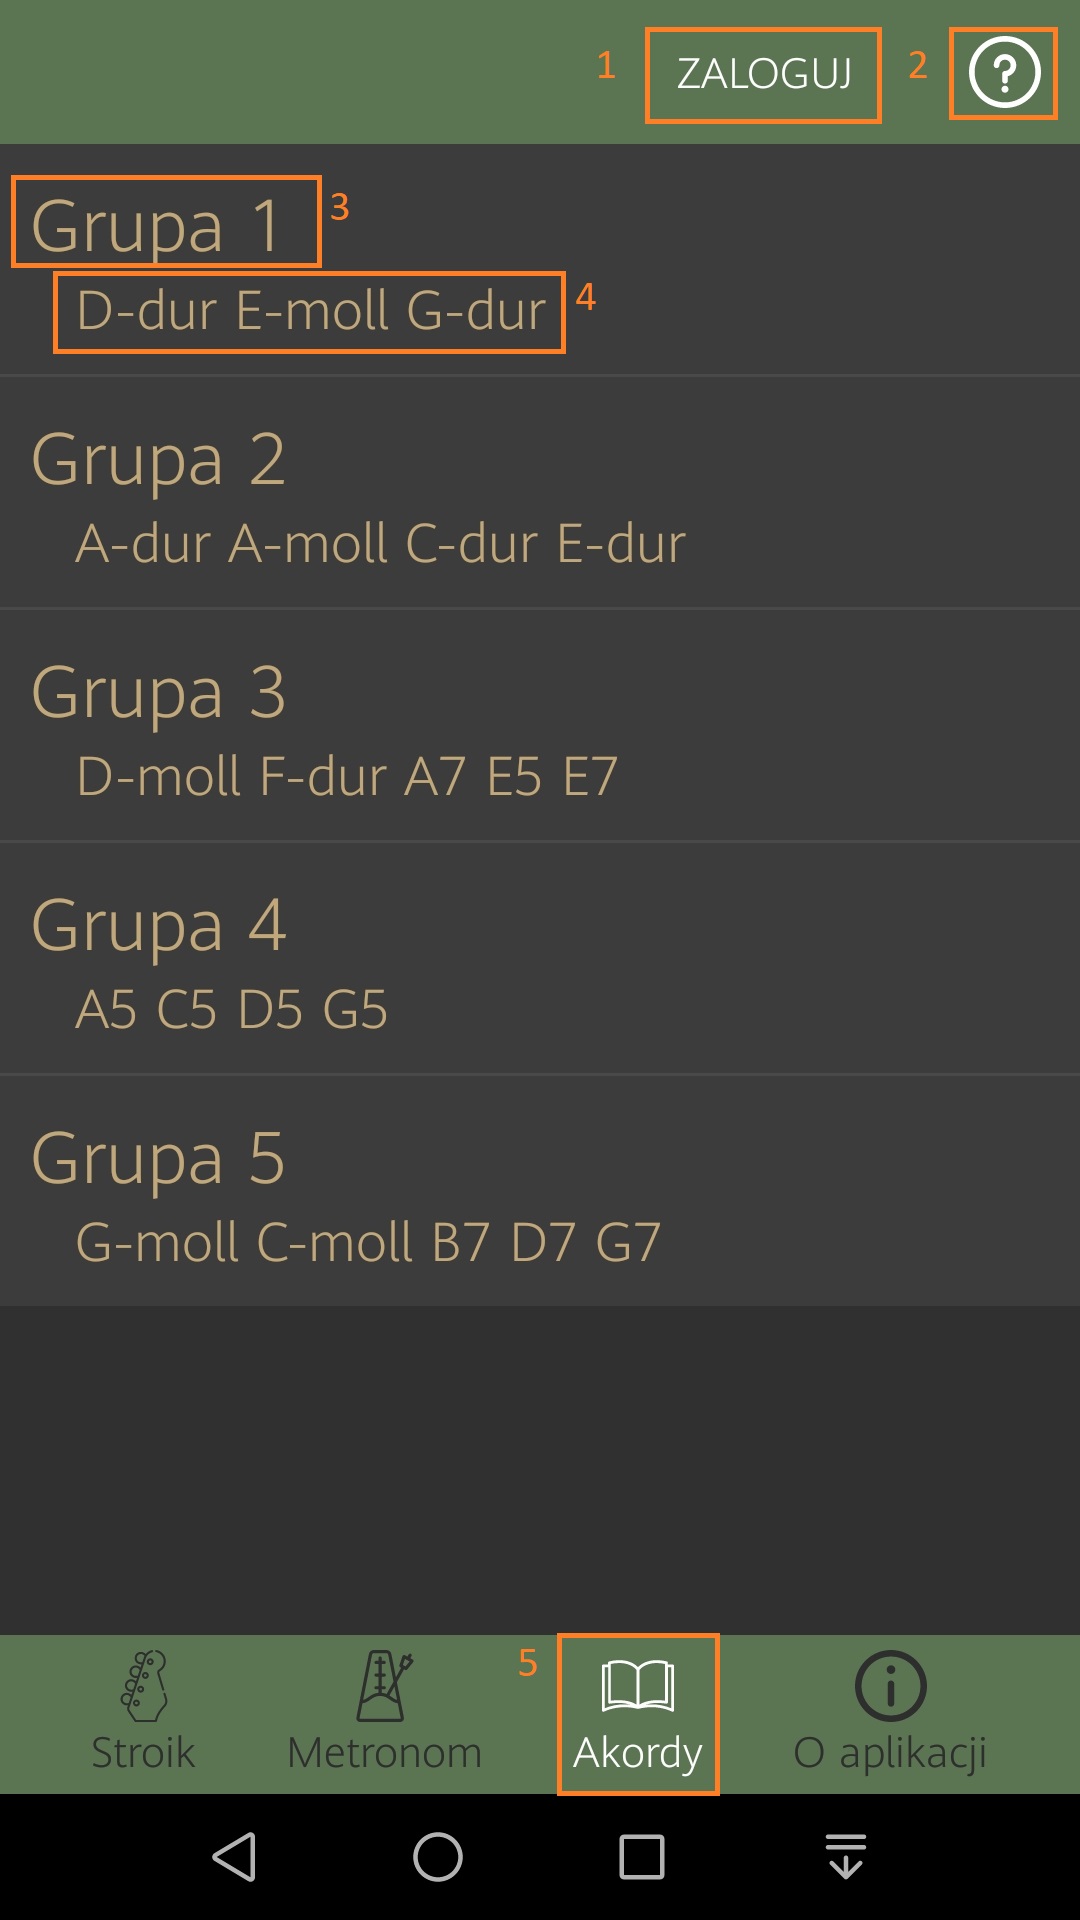 1 ZALOGUJ 2 ?
Grupa 1 3
D-dur E-moll G-dur 4
Grupa 2
A-dur A-moll C-dur E-dur
Grupa 3
D-moll F-dur A7 E5 E7
Grupa 4
A5 C5 D5 G5
Grupa 5
G-moll C-moll B7 D7 G7
5
Stroik Metronom Akordy O aplikacji